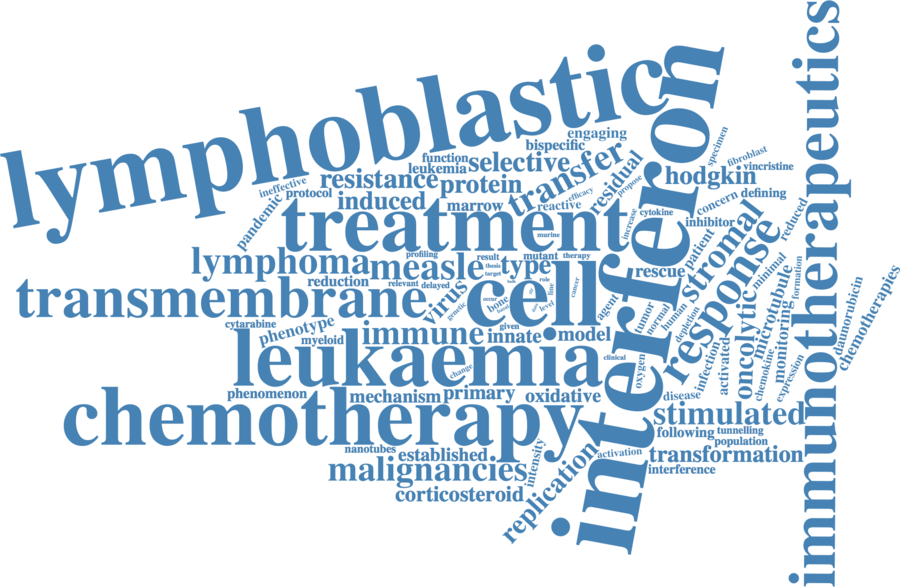 lymphoblastic
interferon
immunotherapeutics
engaging
bispecific
function
leukaemia
selective
specimen
fibroblast
vincristine
hodgkin
ineffective
protocol
resistance
protein
transfer
residual
efficacy
propose
pandemic
induced
marrow
reactive
increase
cytokine
concern
defining
inhibitor
reduced
treatment
murine
patient
stromal
lymphoma
profiling
measle
result
thesis
target
type
mutant
therapy
cell
rescue
response
minimal
formation
reduction
relevant
delayed
transmembrane
virus
genetic
bone
level
line
cancer
agent
tumor
normal
human
depletion
oncolytic
microtubule
monitoring
daunorubicin
chemotherapies
cytarabine
phenotype
myeloid
immune
given
innate
model
leukaemia
change
clinical
oxygen
infection
activated
chemokine
expression
phenomenon
mechanism
primary
oxidative
disease
chemotherapy
stimulated
following
tunnelling
population
nanotubes
established
intensity
activation
transformation
malignancies
interference
corticosteroid
replication